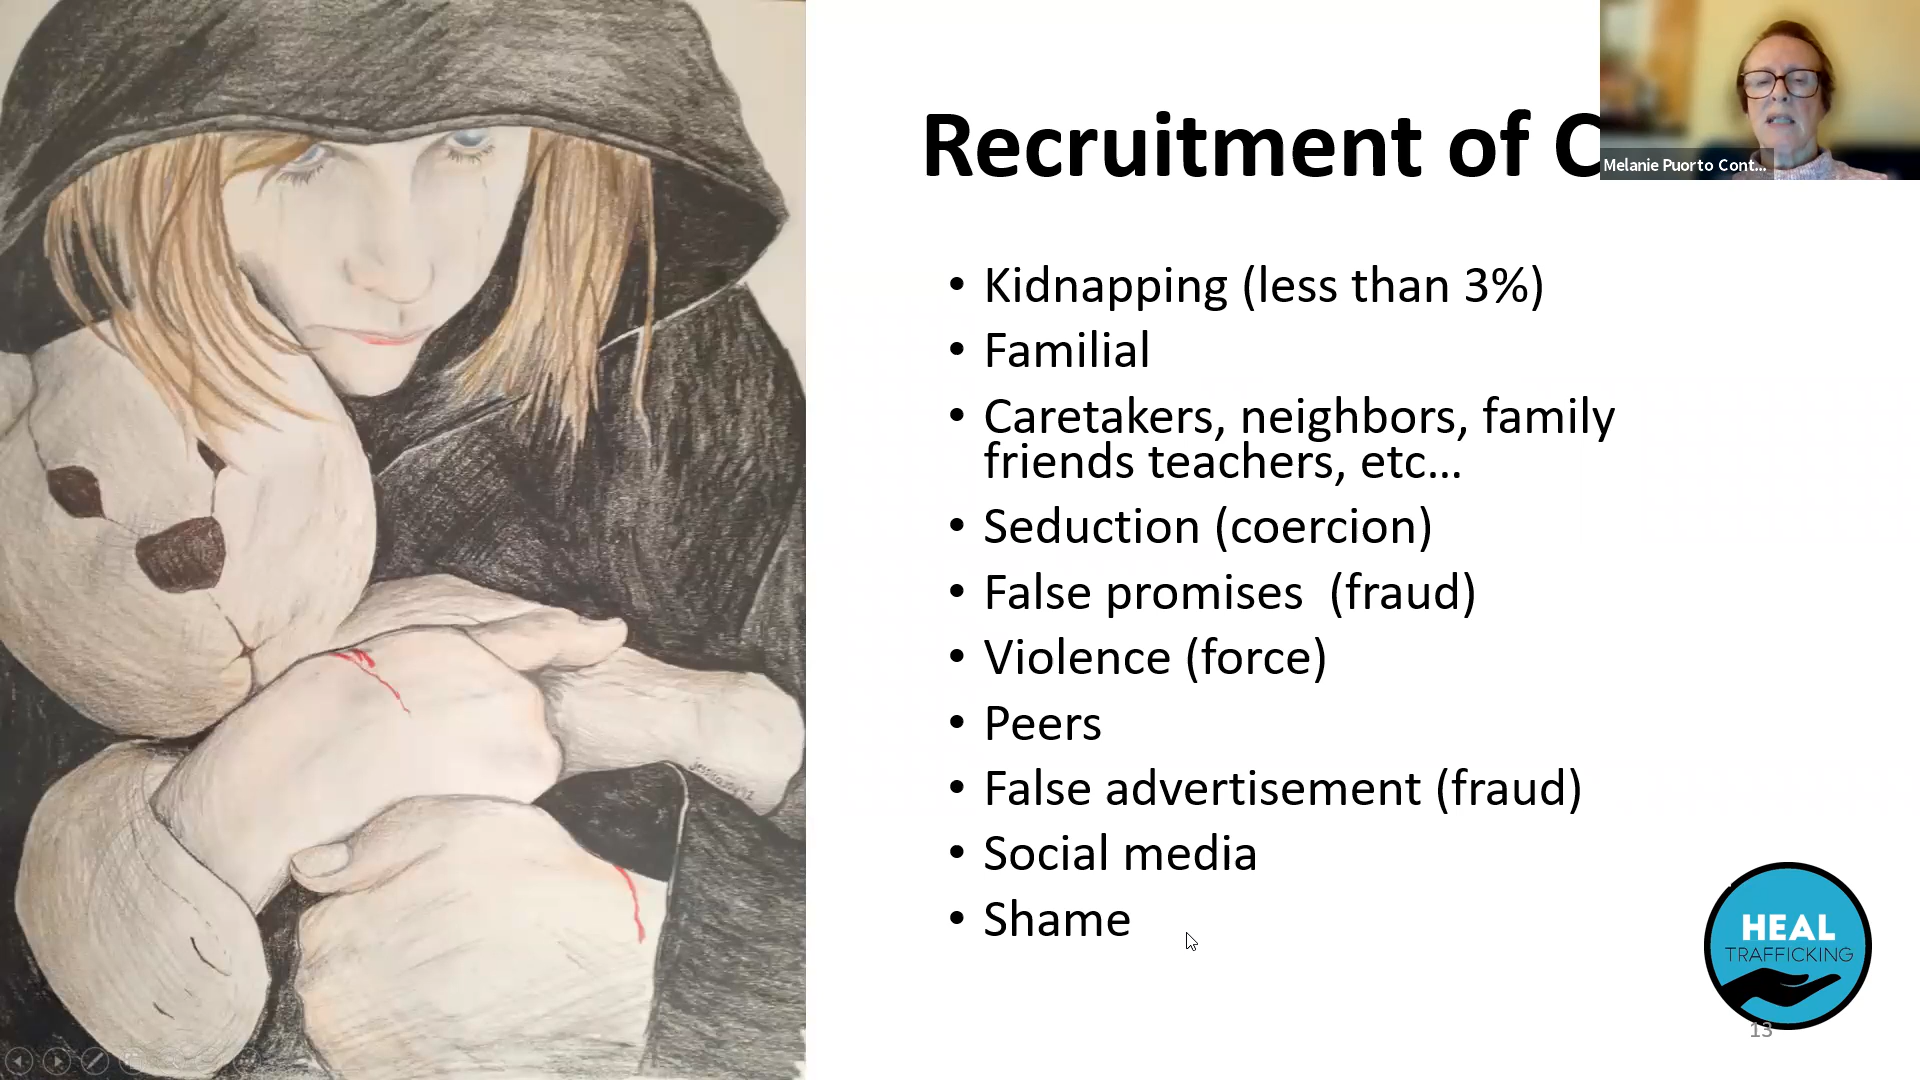 Recruitment of C
Melanie Puorto Cont...
• Kidnapping (less than 3%)
• Familial
• Caretakers, neighbors, family
friends teachers, etc...
• Seduction (coercion)
• False promises  (fraud)
• Violence (force)
• Peers
• False advertisement (fraud)
• Social media
• Shame
HEAL
TRAFFICKING
13